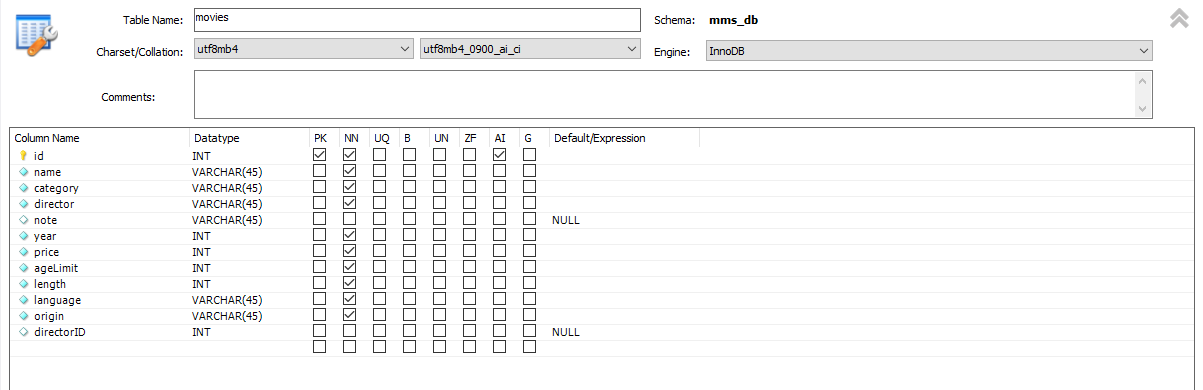 Table Name: movies Schema: mms_db
Charset/Collation: utf8mb4 utf8mb4_0900_ai_ci Engine: InnoDB
Comments:
Column Name Datatype PK NN UQ B UN ZF AI G Default/Expression
id INT
name VARCHAR(45)
category VARCHAR(45)
director VARCHAR(45)
note VARCHAR(45) NULL
year INT
price INT
ageLimit INT
length INT
language VARCHAR(45)
origin VARCHAR(45)
directorID INT NULL